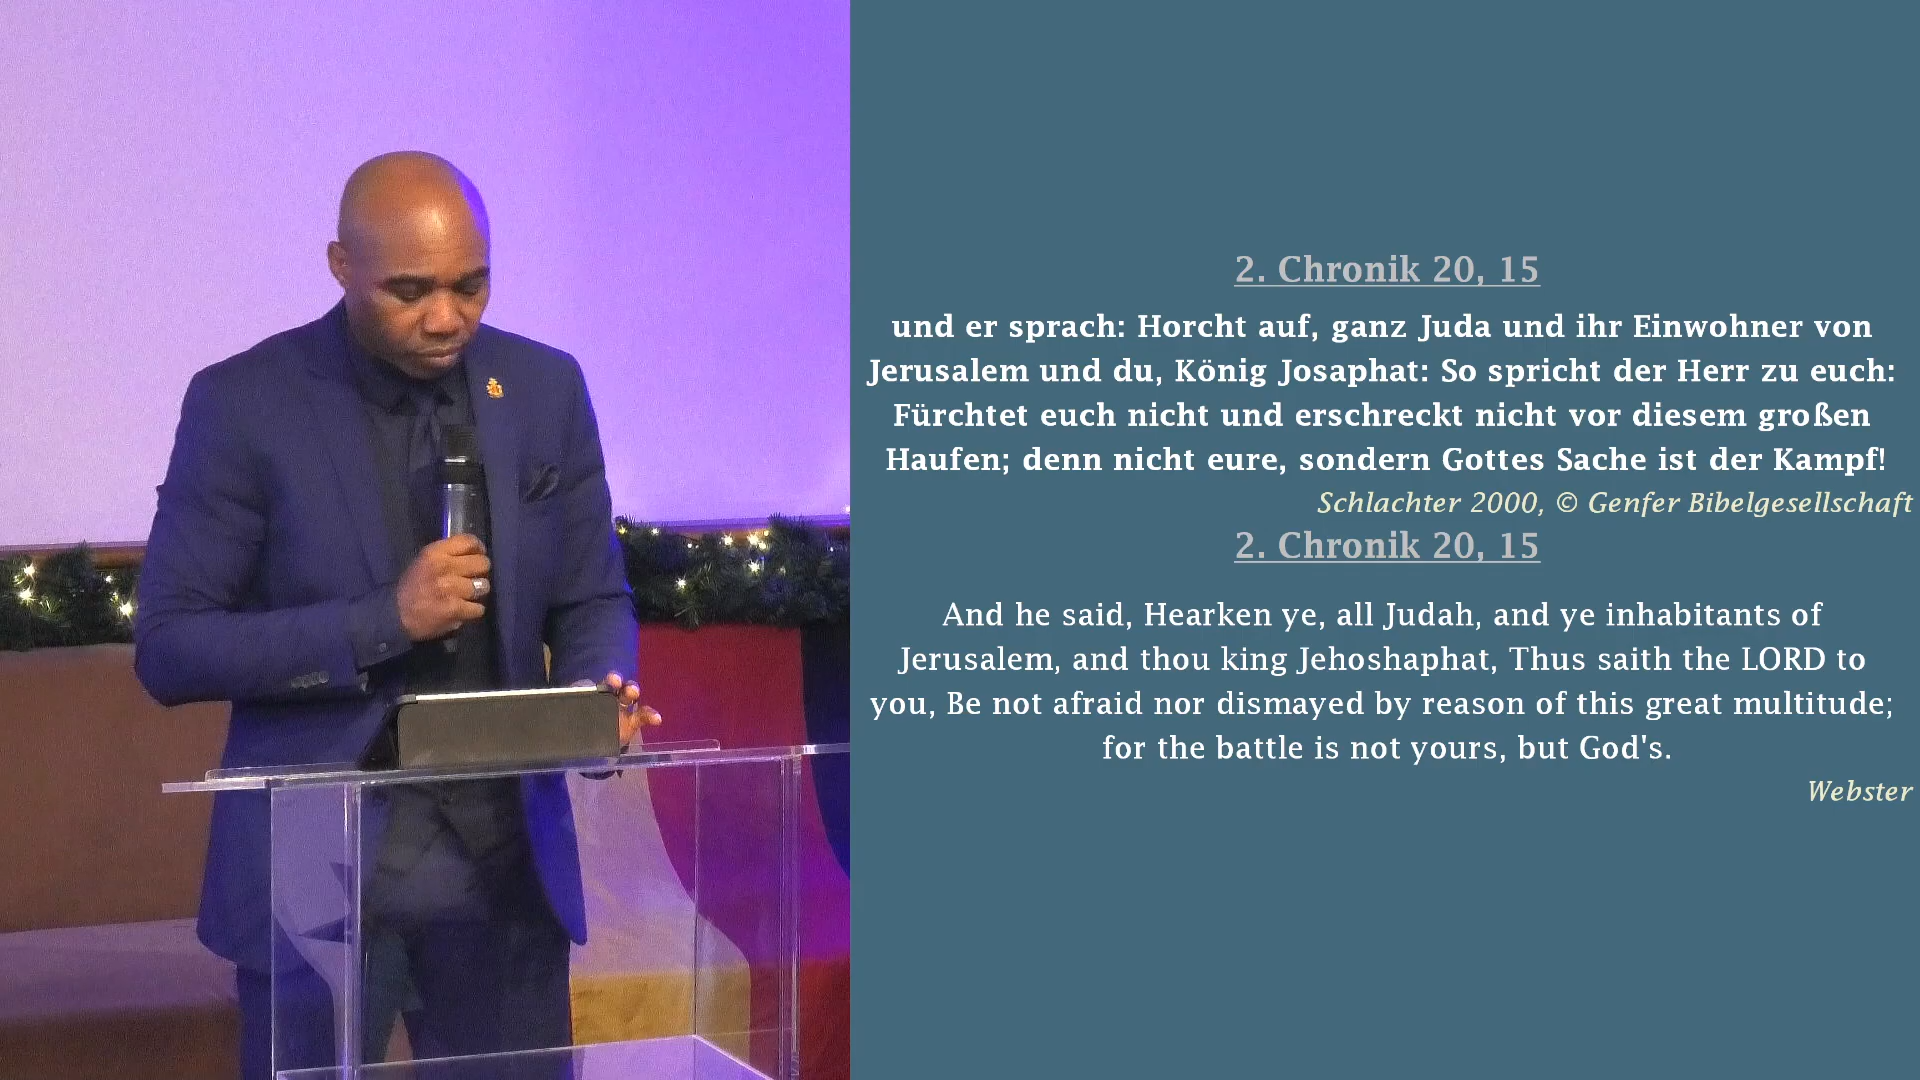 2. Chronik 20, 15
und er sprach: Horcht auf, ganz Juda und ihr Einwohner von
Jerusalem und du, König Josaphat: So spricht der Herr zu euch:
Fürchtet euch nicht und erschreckt nicht vor diesem großen
Haufen; denn nicht eure, sondern Gottes Sache ist der Kampf!
Schlachter 2000, © Genfer Bibelgesellschaft
2. Chronik 20, 15
And he said, Hearken ye, all Judah, and ye inhabitants of
Jerusalem, and thou king Jehoshaphat, Thus saith the LORD to
you, Be not afraid nor dismayed by reason of this great multitude;
for the battle is not yours, but God's.
Webster